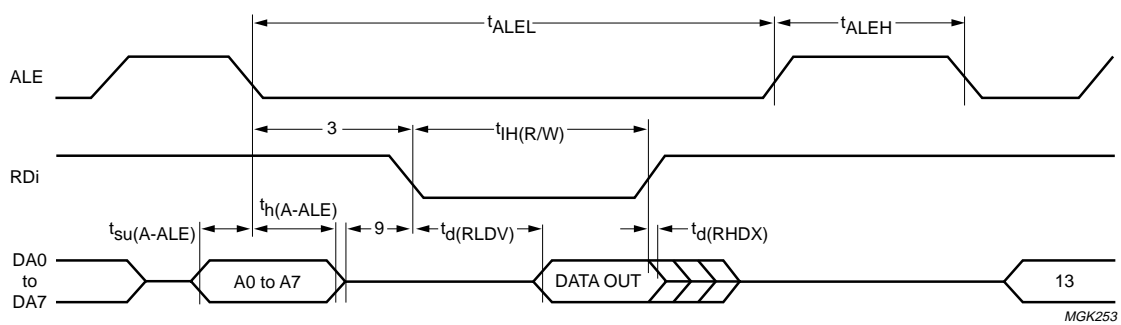 tALEL
tALEH
ALE
3
tIH(R/W)
RDi
th(A-ALE)
tsu(A-ALE)
9
td(RLDV)
td(RHDX)
DA0
to
DA7
A0 to A7
DATA OUT
13
MGK253